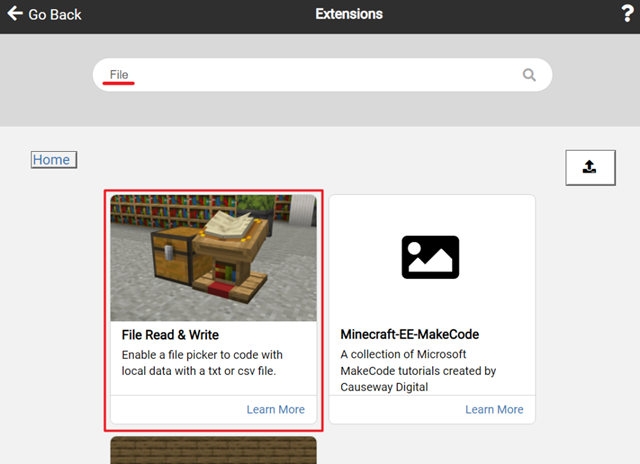 Go Back
Extensions
?
File
Home
File Read & Write
Enable a file picker to code with
local data with a txt or csv file.
Learn More
Minecraft-EE-MakeCode
A collection of Microsoft
MakeCode tutorials created by
Causeway Digital
Learn More